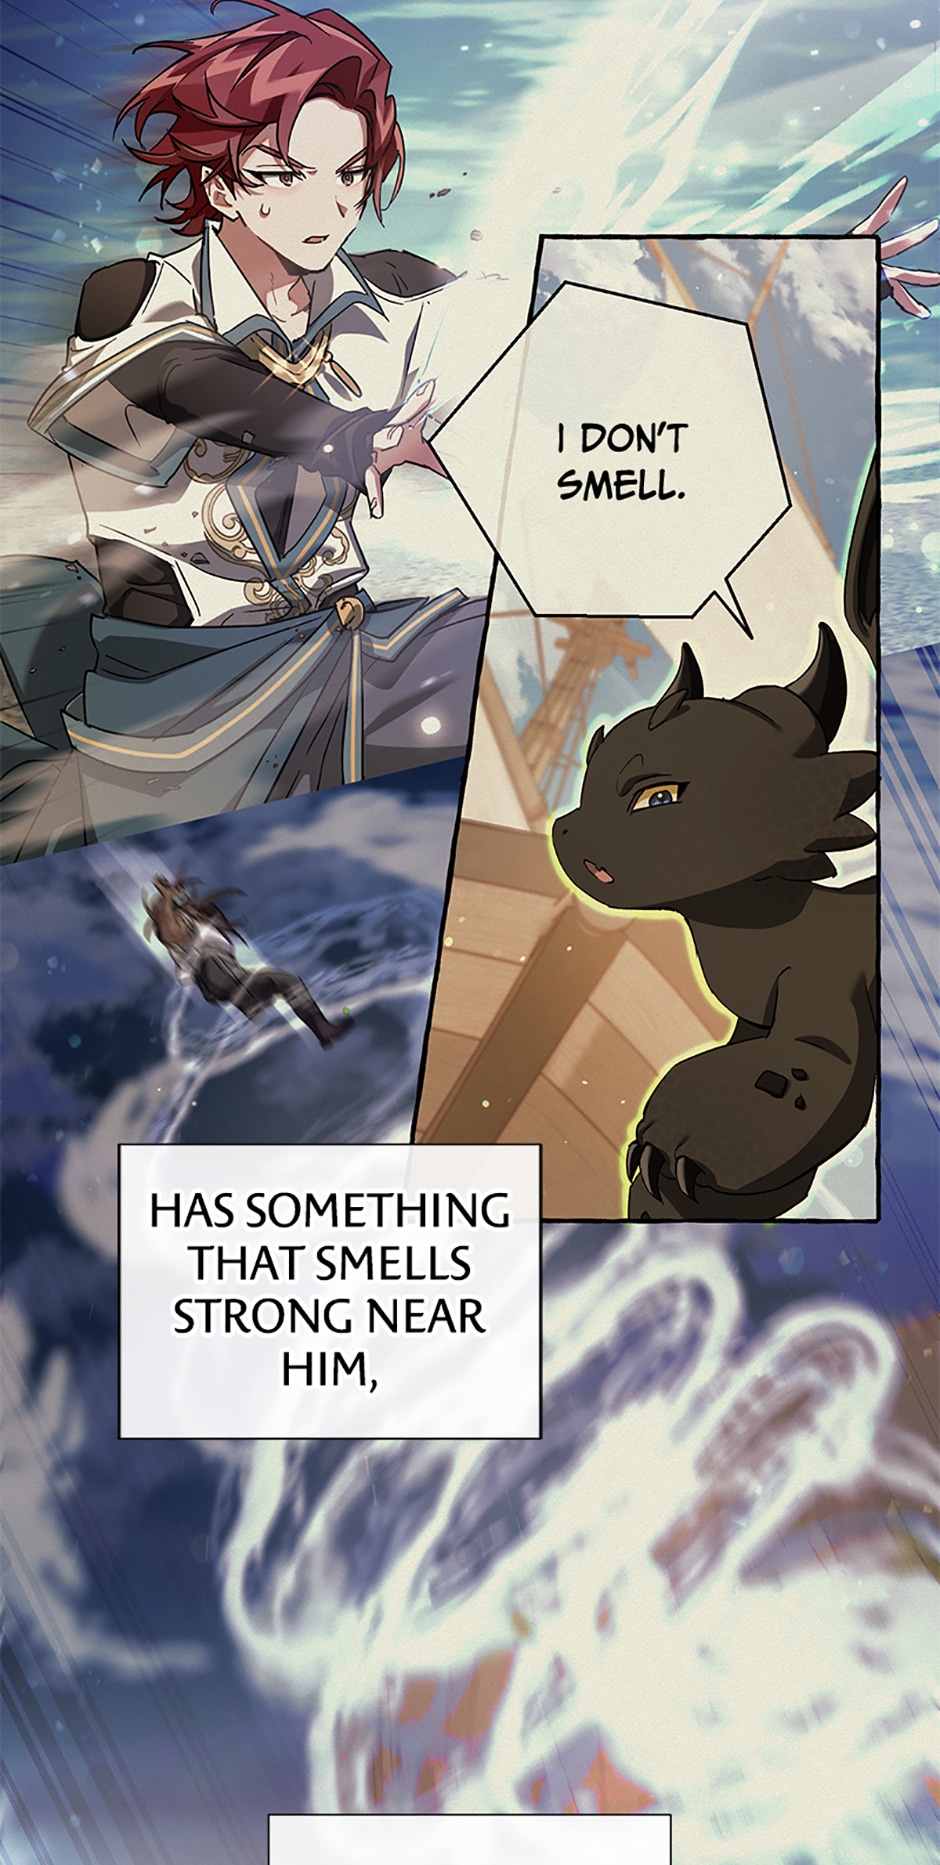 I DON'T
SMELL.
HAS SOMETHING
THAT SMELLS
STRONG NEAR
HIM,